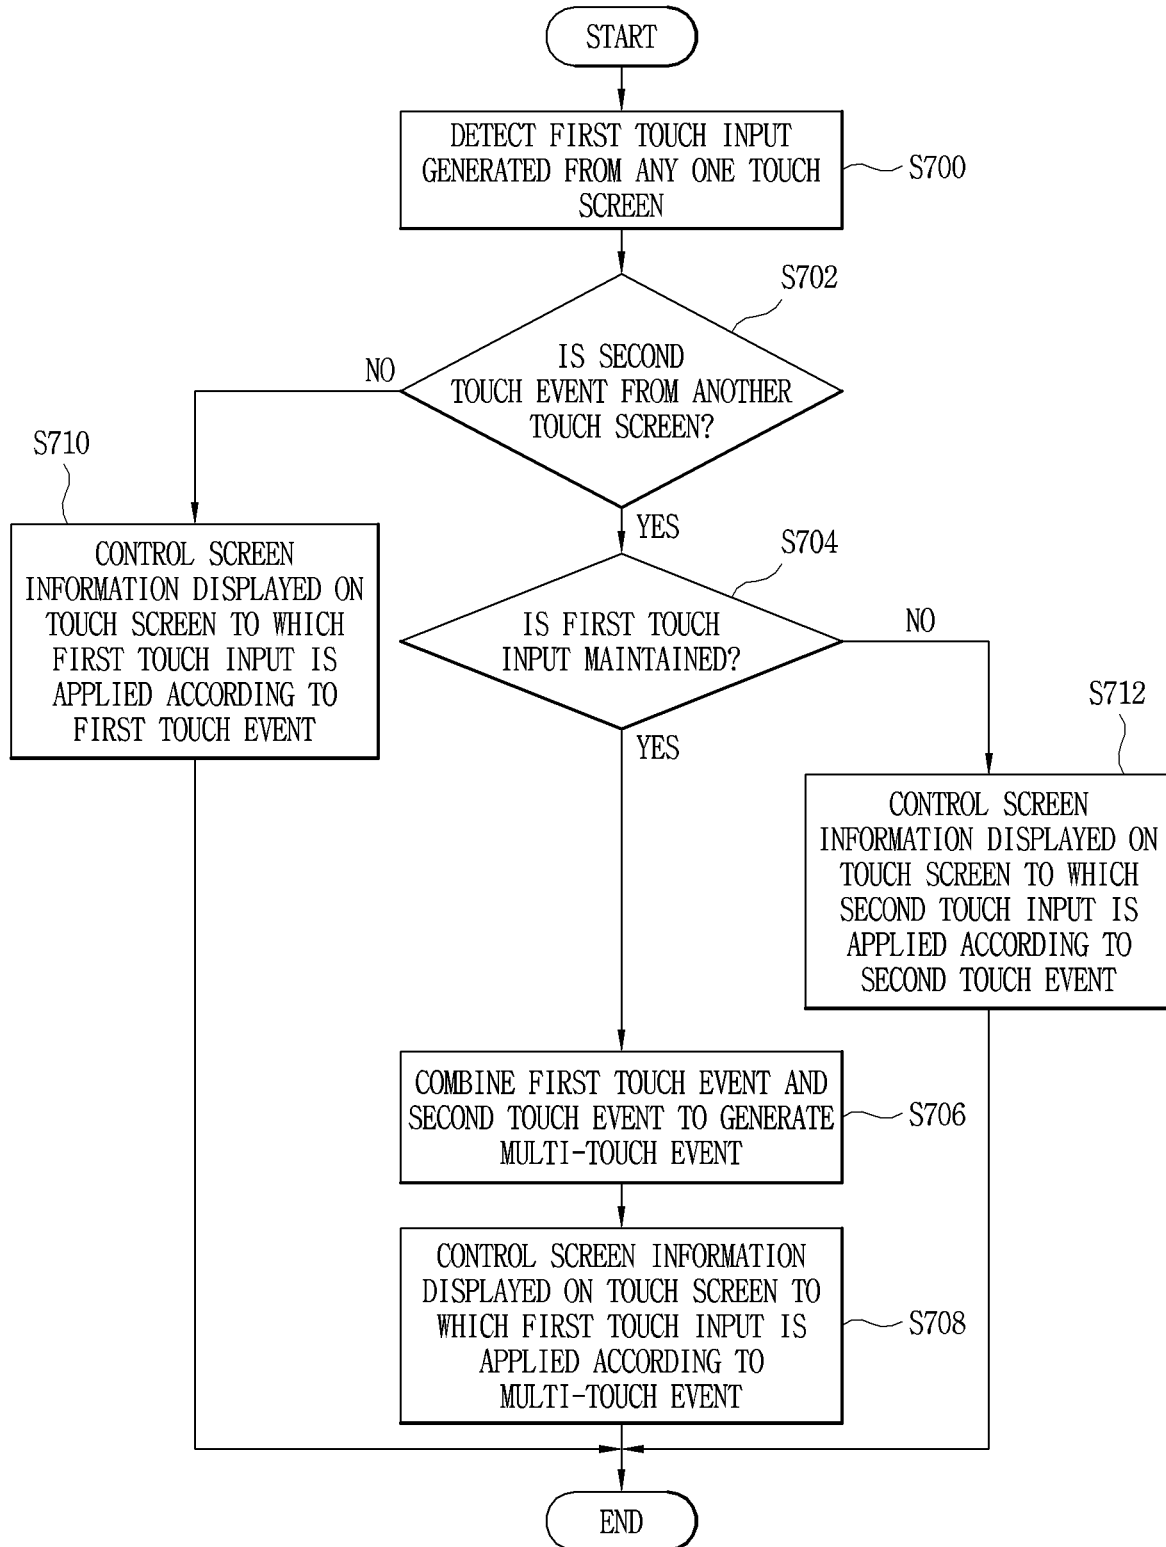 START
DETECT FIRST TOUCH INPUT
GENERATED FROM ANY ONE TOUCH
SCREEN
S700
S702
IS SECOND
TOUCH EVENT FROM ANOTHER
TOUCH SCREEN?
NO
YES
S710
CONTROL SCREEN
INFORMATION DISPLAYED ON
TOUCH SCREEN TO WHICH
FIRST TOUCH INPUT IS
APPLIED ACCORDING TO
FIRST TOUCH EVENT
S704
IS FIRST TOUCH
INPUT MAINTAINED?
NO
YES
S712
CONTROL SCREEN
INFORMATION DISPLAYED ON
TOUCH SCREEN TO WHICH
SECOND TOUCH INPUT IS
APPLIED ACCORDING TO
SECOND TOUCH EVENT
COMBINE FIRST TOUCH EVENT AND
SECOND TOUCH EVENT TO GENERATE
MULTI-TOUCH EVENT
S706
CONTROL SCREEN INFORMATION
DISPLAYED ON TOUCH SCREEN TO
WHICH FIRST TOUCH INPUT IS
APPLIED ACCORDING TO
MULTI-TOUCH EVENT
S708
END